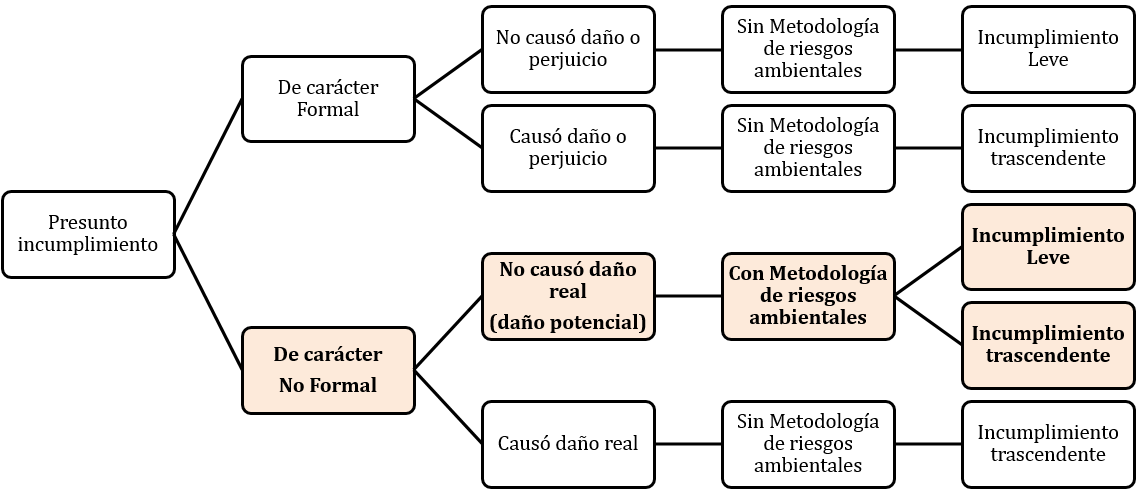 No causó daño o
perjuicio
Sin Metodología
de riesgos
ambientales
Incumplimiento
Leve
De carácter
Formal
Causó daño o
perjuicio
Sin Metodología
de riesgos
ambientales
Incumplimiento
trascendente
Presunto
incumplimiento
No causó daño
real
(daño potencial)
Con Metodología
de riesgos
ambientales
Incumplimiento
Leve
Incumplimiento
trascendente
De carácter
No Formal
Causó daño real
Sin Metodología
de riesgos
ambientales
Incumplimiento
trascendente